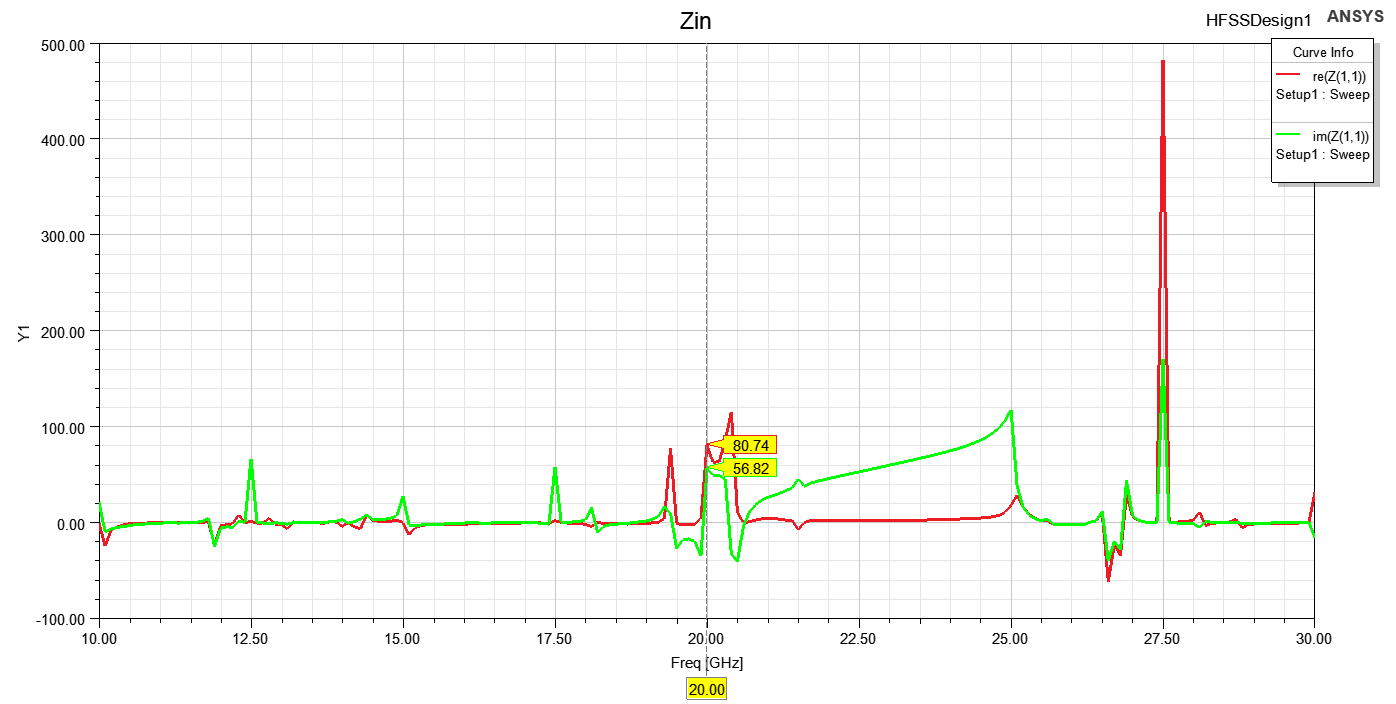 Zin
HFSSDesign1
ANSYS
Curve Info
re(Z(1,1))
Setup1 : Sweep
im(Z(1,1))
Setup1 : Sweep
500.00
400.00
300.00
200.00
100.00
0.00
-100.00
Y1
80.74
56.82
10.00 12.50 15.00 17.50 20.00 22.50 25.00 27.50 30.00
Freq [GHz]
20.00